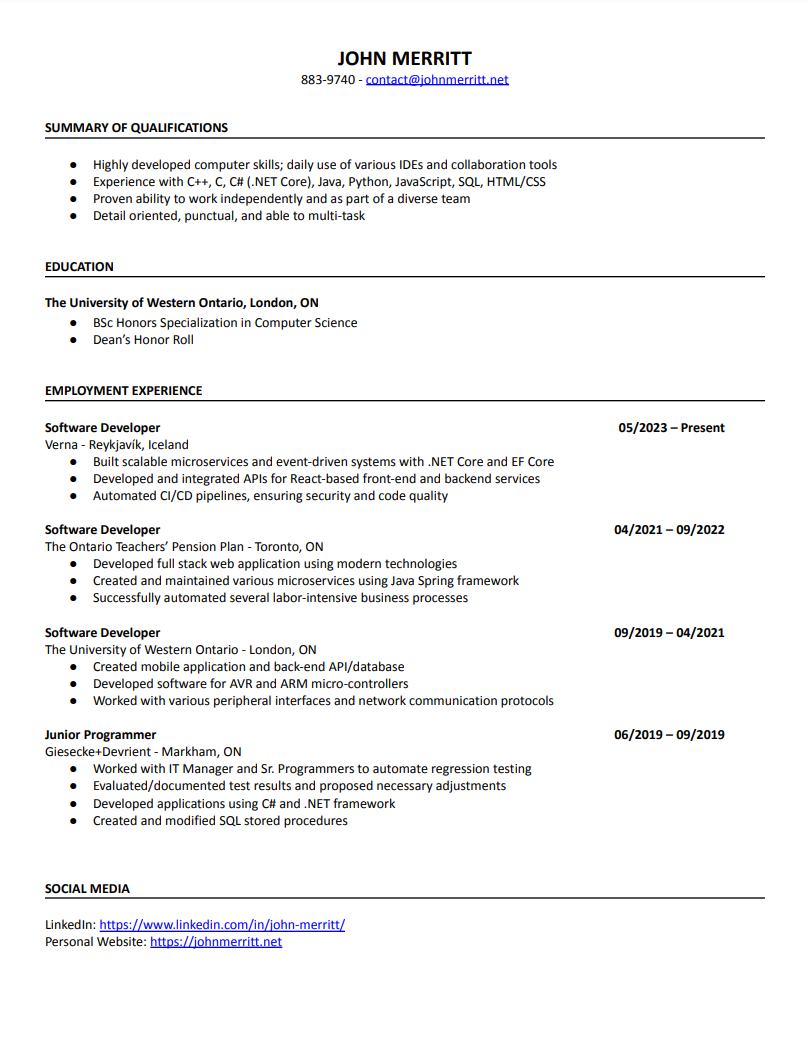 JOHN MERRITT
883-9740 - contact@johnmerritt.net
SUMMARY OF QUALIFICATIONS
● Highly developed computer skills; daily use of various IDEs and collaboration tools
● Experience with C++, C, C# (.NET Core), Java, Python, JavaScript, SQL, HTML/CSS
● Proven ability to work independently and as part of a diverse team
● Detail oriented, punctual, and able to multi-task
EDUCATION
The University of Western Ontario, London, ON
● BSc Honors Specialization in Computer Science
● Dean’s Honor Roll
EMPLOYMENT EXPERIENCE
Software Developer 05/2023 – Present
Verna - Reykjavík, Iceland
● Built scalable microservices and event-driven systems with .NET Core and EF Core
● Developed and integrated APIs for React-based front-end and backend services
● Automated CI/CD pipelines, ensuring security and code quality
Software Developer 04/2021 – 09/2022
The Ontario Teachers’ Pension Plan - Toronto, ON
● Developed full stack web application using modern technologies
● Created and maintained various microservices using Java Spring framework
● Successfully automated several labor-intensive business processes
Software Developer 09/2019 – 04/2021
The University of Western Ontario - London, ON
● Created mobile application and back-end API/database
● Developed software for AVR and ARM micro-controllers
● Worked with various peripheral interfaces and network communication protocols
Junior Programmer 06/2019 – 09/2019
Giesecke+Devrient - Markham, ON
● Worked with IT Manager and Sr. Programmers to automate regression testing
● Evaluated/documented test results and proposed necessary adjustments
● Developed applications using C# and .NET framework
● Created and modified SQL stored procedures
SOCIAL MEDIA
LinkedIn: https://www.linkedin.com/in/john-merritt/
Personal Website: https://johnmerritt.net